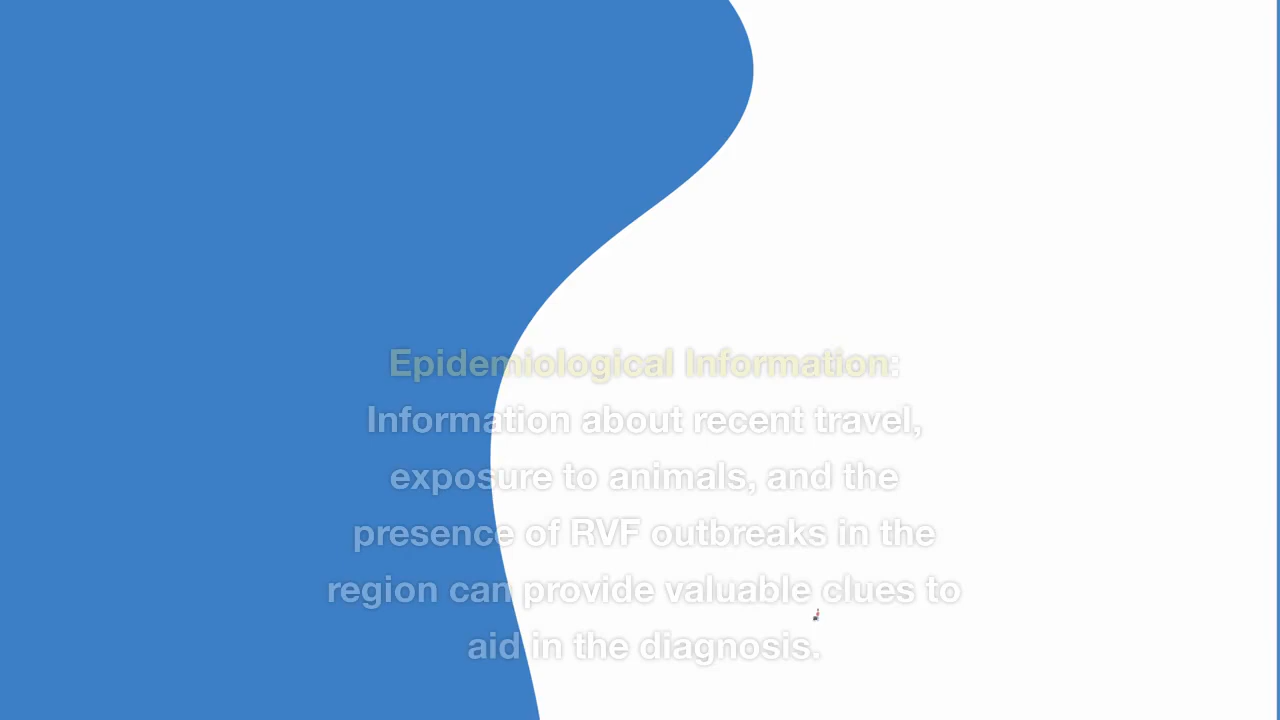 Epidemiological Information:
Information about recent travel,
exposure to animals, and the
presence of RVF outbreaks in the
region can provide valuable clues to
aid in the diagnosis.